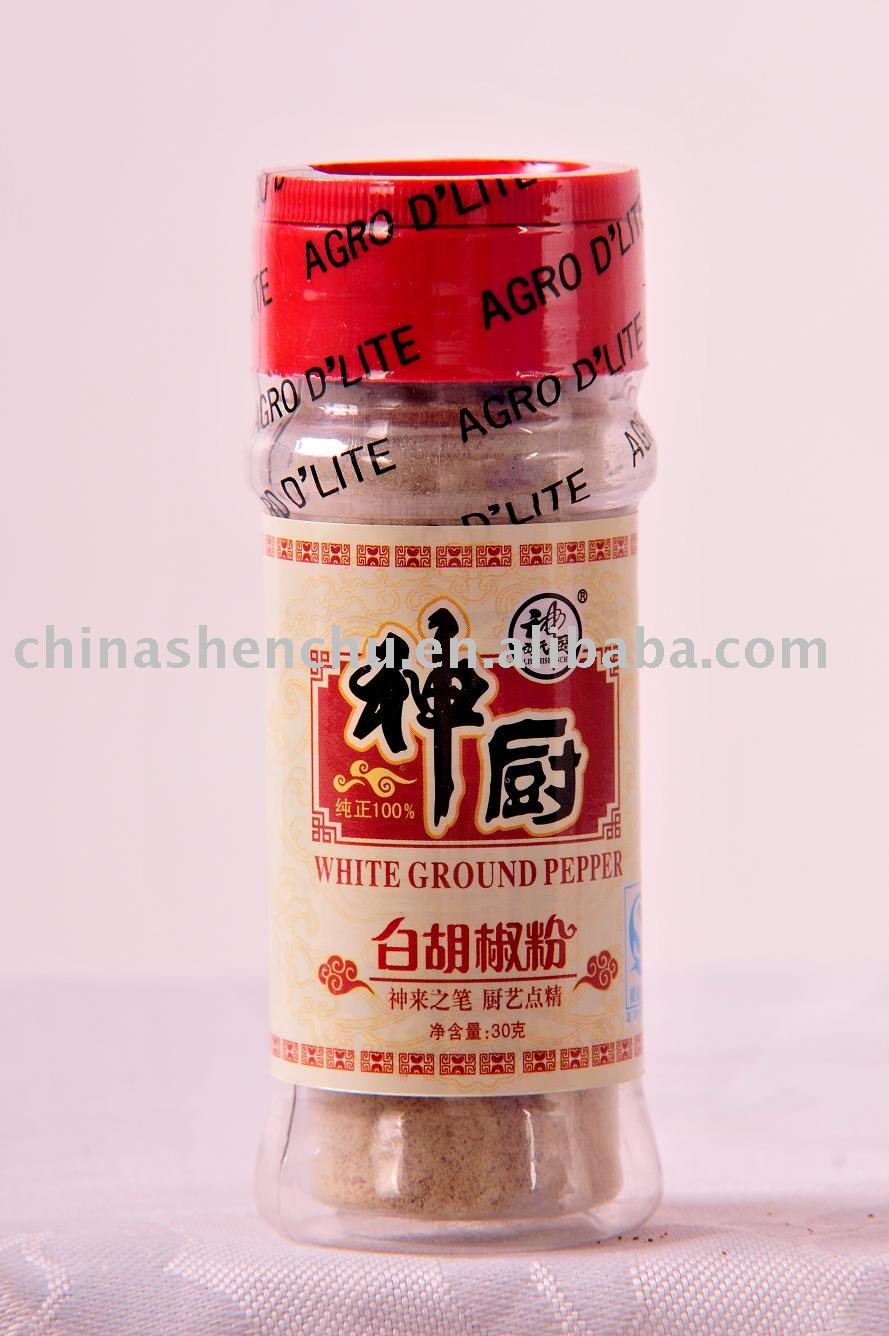 AGRO D'LITE
AGRO D'LITE
AGRO D'LITE
D'LITE
D'LITE
神厨
®
chinashenchu.en.alibaba.com
纯正100%
WHITE GROUND PEPPER
白胡椒粉
神来之笔 厨艺点精
净含量:30克